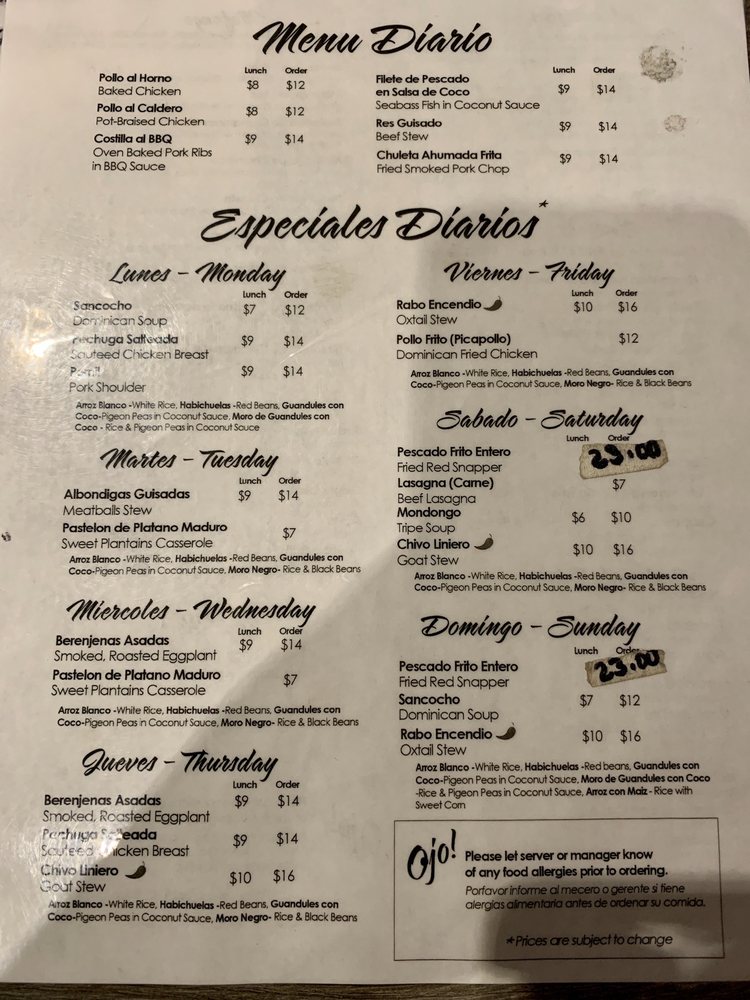 Menu Diario
Lunch Order
Pollo al Horno $8 $12
Baked Chicken
Pollo al Caldero $8 $12
Pot-Braised Chicken
Costilla al BBQ $9 $14
Oven Baked Pork Ribs
in BBQ Sauce
Lunch Order
Filete de Pescado
en Salsa de Coco $9 $14
Seabass Fish in Coconut Sauce
Res Guisado $9 $14
Beef Stew
Chuleta Ahumada Frita $9 $14
Fried Smoked Pork Chop
Especiales Diarios*
Lunes - Monday
Lunch Order
Sancocho $7 $12
Dominican Soup
Pechuga Salteada $9 $14
Sauteed Chicken Breast
Pernil $9 $14
Pork Shoulder
Arroz Blanco -White Rice, Habichuelas -Red Beans, Guandules con
Coco-Pigeon Peas in Coconut Sauce, Moro de Guandules con
Coco - Rice & Pigeon Peas in Coconut Sauce
Martes - Tuesday
Lunch Order
Albondigas Guisadas $9 $14
Meatballs Stew
Pastelon de Platano Maduro $7
Sweet Plantains Casserole
Arroz Blanco -White Rice, Habichuelas -Red Beans, Guandules con
Coco-Pigeon Peas in Coconut Sauce, Moro Negro- Rice & Black Beans
Miercoles - Wednesday
Lunch Order
Berenjenas Asadas $9 $14
Smoked, Roasted Eggplant
Pastelon de Platano Maduro $7
Sweet Plantains Casserole
Arroz Blanco -White Rice, Habichuelas -Red Beans, Guandules con
Coco-Pigeon Peas in Coconut Sauce, Moro Negro- Rice & Black Beans
Jueves - Thursday
Lunch Order
Berenjenas Asadas $9 $14
Smoked, Roasted Eggplant
Pechuga Salteada $9 $14
Sauteed Chicken Breast
Chivo Liniero $10 $16
Goat Stew
Arroz Blanco -White Rice, Habichuelas -Red Beans, Guandules con
Coco-Pigeon Peas in Coconut Sauce, Moro Negro- Rice & Black Beans
Viernes - Friday
Lunch Order
Rabo Encendio $10 $16
Oxtail Stew
Pollo Frito (Picapollo) $12
Dominican Fried Chicken
Arroz Blanco -White Rice, Habichuelas -Red Beans, Guandules con
Coco-Pigeon Peas in Coconut Sauce, Moro Negro- Rice & Black Beans
Sabado - Saturday
Lunch Order
Pescado Frito Entero 23.00
Fried Red Snapper
Lasagna (Carne) $7
Beef Lasagna
Mondongo $6 $10
Tripe Soup
Chivo Liniero $10 $16
Goat Stew
Arroz Blanco -White Rice, Habichuelas -Red Beans, Guandules con
Coco-Pigeon Peas in Coconut Sauce, Moro Negro- Rice & Black Beans
Domingo - Sunday
Lunch Order
Pescado Frito Entero 23.00
Fried Red Snapper
Sancocho $7 $12
Dominican Soup
Rabo Encendio $10 $16
Oxtail Stew
Arroz Blanco -White Rice, Habichuelas -Red beans, Guandules con
Coco-Pigeon Peas in Coconut Sauce, Moro de Guandules con Coco
-Rice & Pigeon Peas in Coconut Sauce, Arroz con Maiz - Rice with
Sweet Corn
Ojo!
Please let server or manager know
of any food allergies prior to ordering.
Porfavor informe al mecero o gerente si tiene
alergias alimentaria antes de ordenar su comida.
*Prices are subject to change